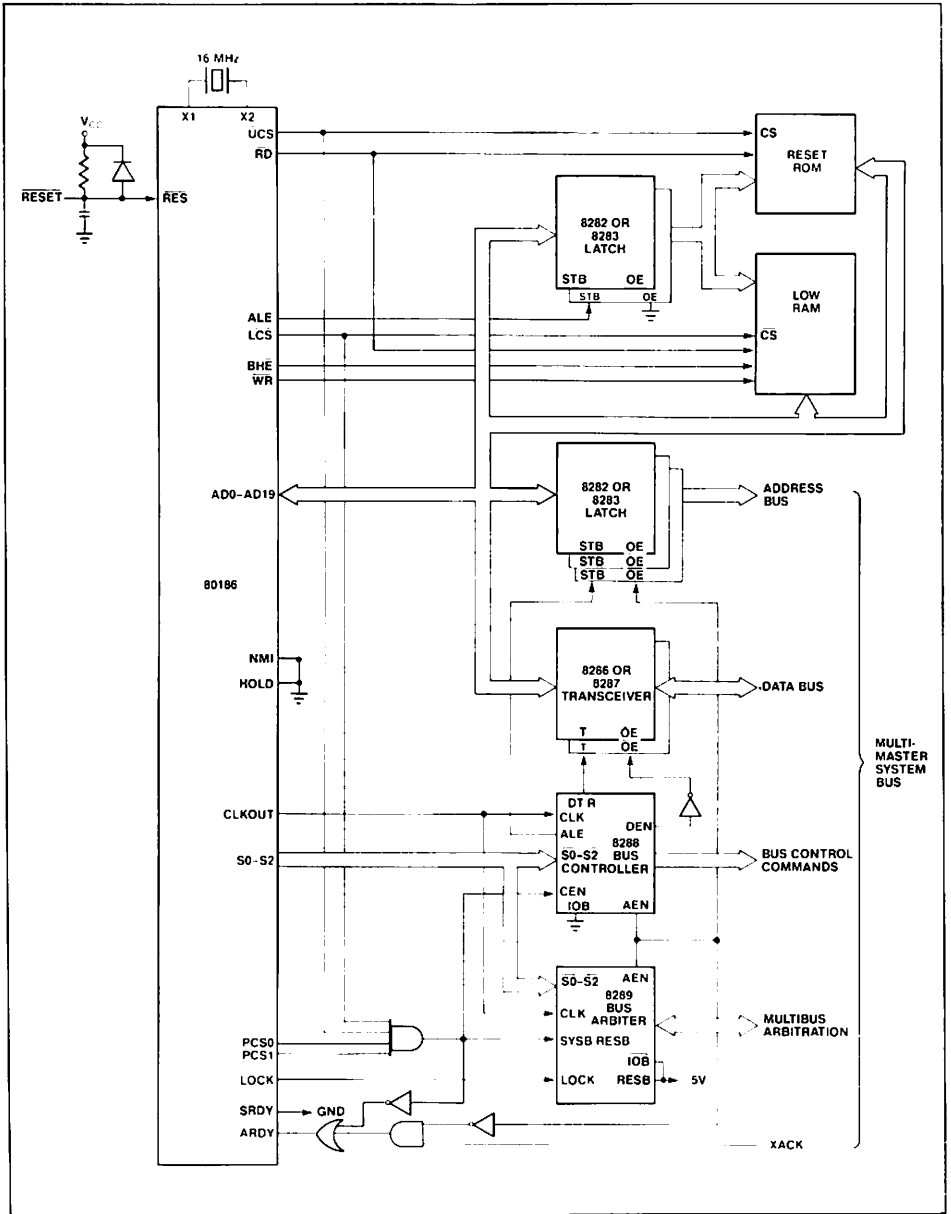 16 MHz
X1 X2
VCC
UCS
RD
RESET
RES
CS
RESET
ROM
8282 OR
8283
LATCH
STB OE
STB OE
LOW
RAM
CS
ALE
LCS
BHE
WR
AD0-AD19
8282 OR
8283
LATCH
STB OE
STB OE
STB OE
ADDRESS
BUS
80186
NMI
HOLD
8286 OR
8287
TRANSCEIVER
T OE
T OE
DATA BUS
MULTI-
MASTER
SYSTEM
BUS
CLKOUT
S0-S2
DT R
CLK
DEN
ALE
8288
S0-S2 BUS
CONTROLLER
CEN
IOB
AEN
BUS CONTROL
COMMANDS
S0-S2 AEN
8289
BUS
CLK ARBITER
SYSB RESB
IOB
LOCK RESB
5V
MULTIBUS
ARBITRATION
PCS0
PCS1
LOCK
SRDY
GND
ARDY
XACK